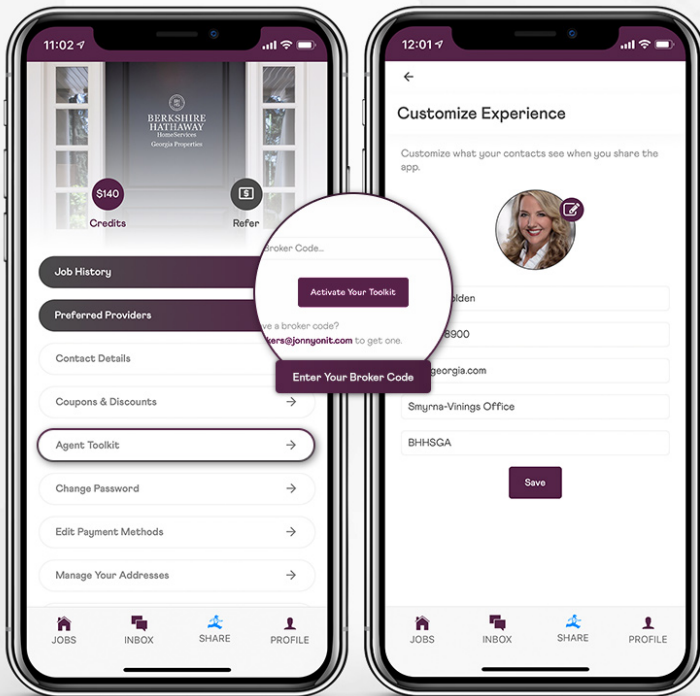 11:02
BERKSHIRE
HATHAWAY
HomeServices
Georgia Properties
$140
$
Credits
Refer
Job History
Preferred Providers
Contact Details
Coupons & Discounts
Agent Toolkit
Change Password
Edit Payment Methods
Manage Your Addresses
JOBS
INBOX
SHARE
PROFILE
Broker Code...
Activate Your Toolkit
ve a broker code?
kers@jonnyonit.com to get one.
Enter Your Broker Code
12:01
Customize Experience
Customize what your contacts see when you share the
app.
olden
8900
georgia.com
Smyrna-Vinings Office
BHHSGA
Save
JOBS
INBOX
SHARE
PROFILE